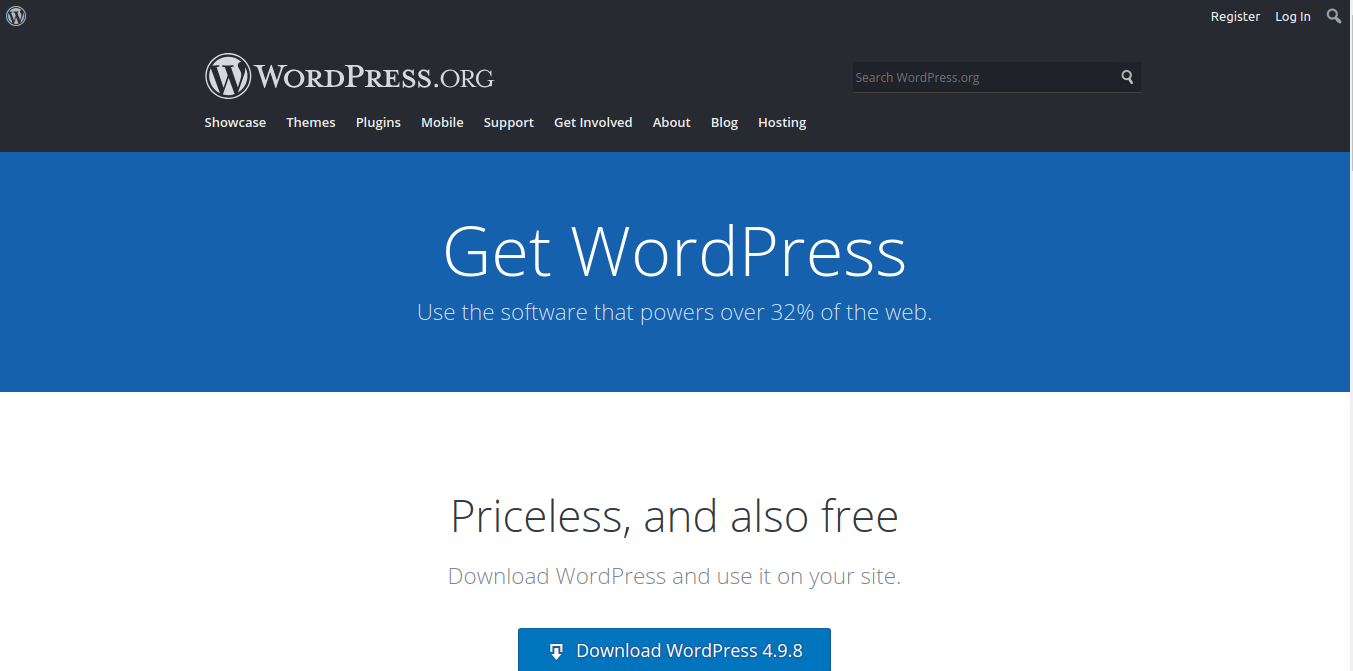 Register Log In
WORDPRESS.ORG
Search WordPress.org
Showcase Themes Plugins Mobile Support Get Involved About Blog Hosting
Get WordPress
Use the software that powers over 32% of the web.
Priceless, and also free
Download WordPress and use it on your site.
Download WordPress 4.9.8